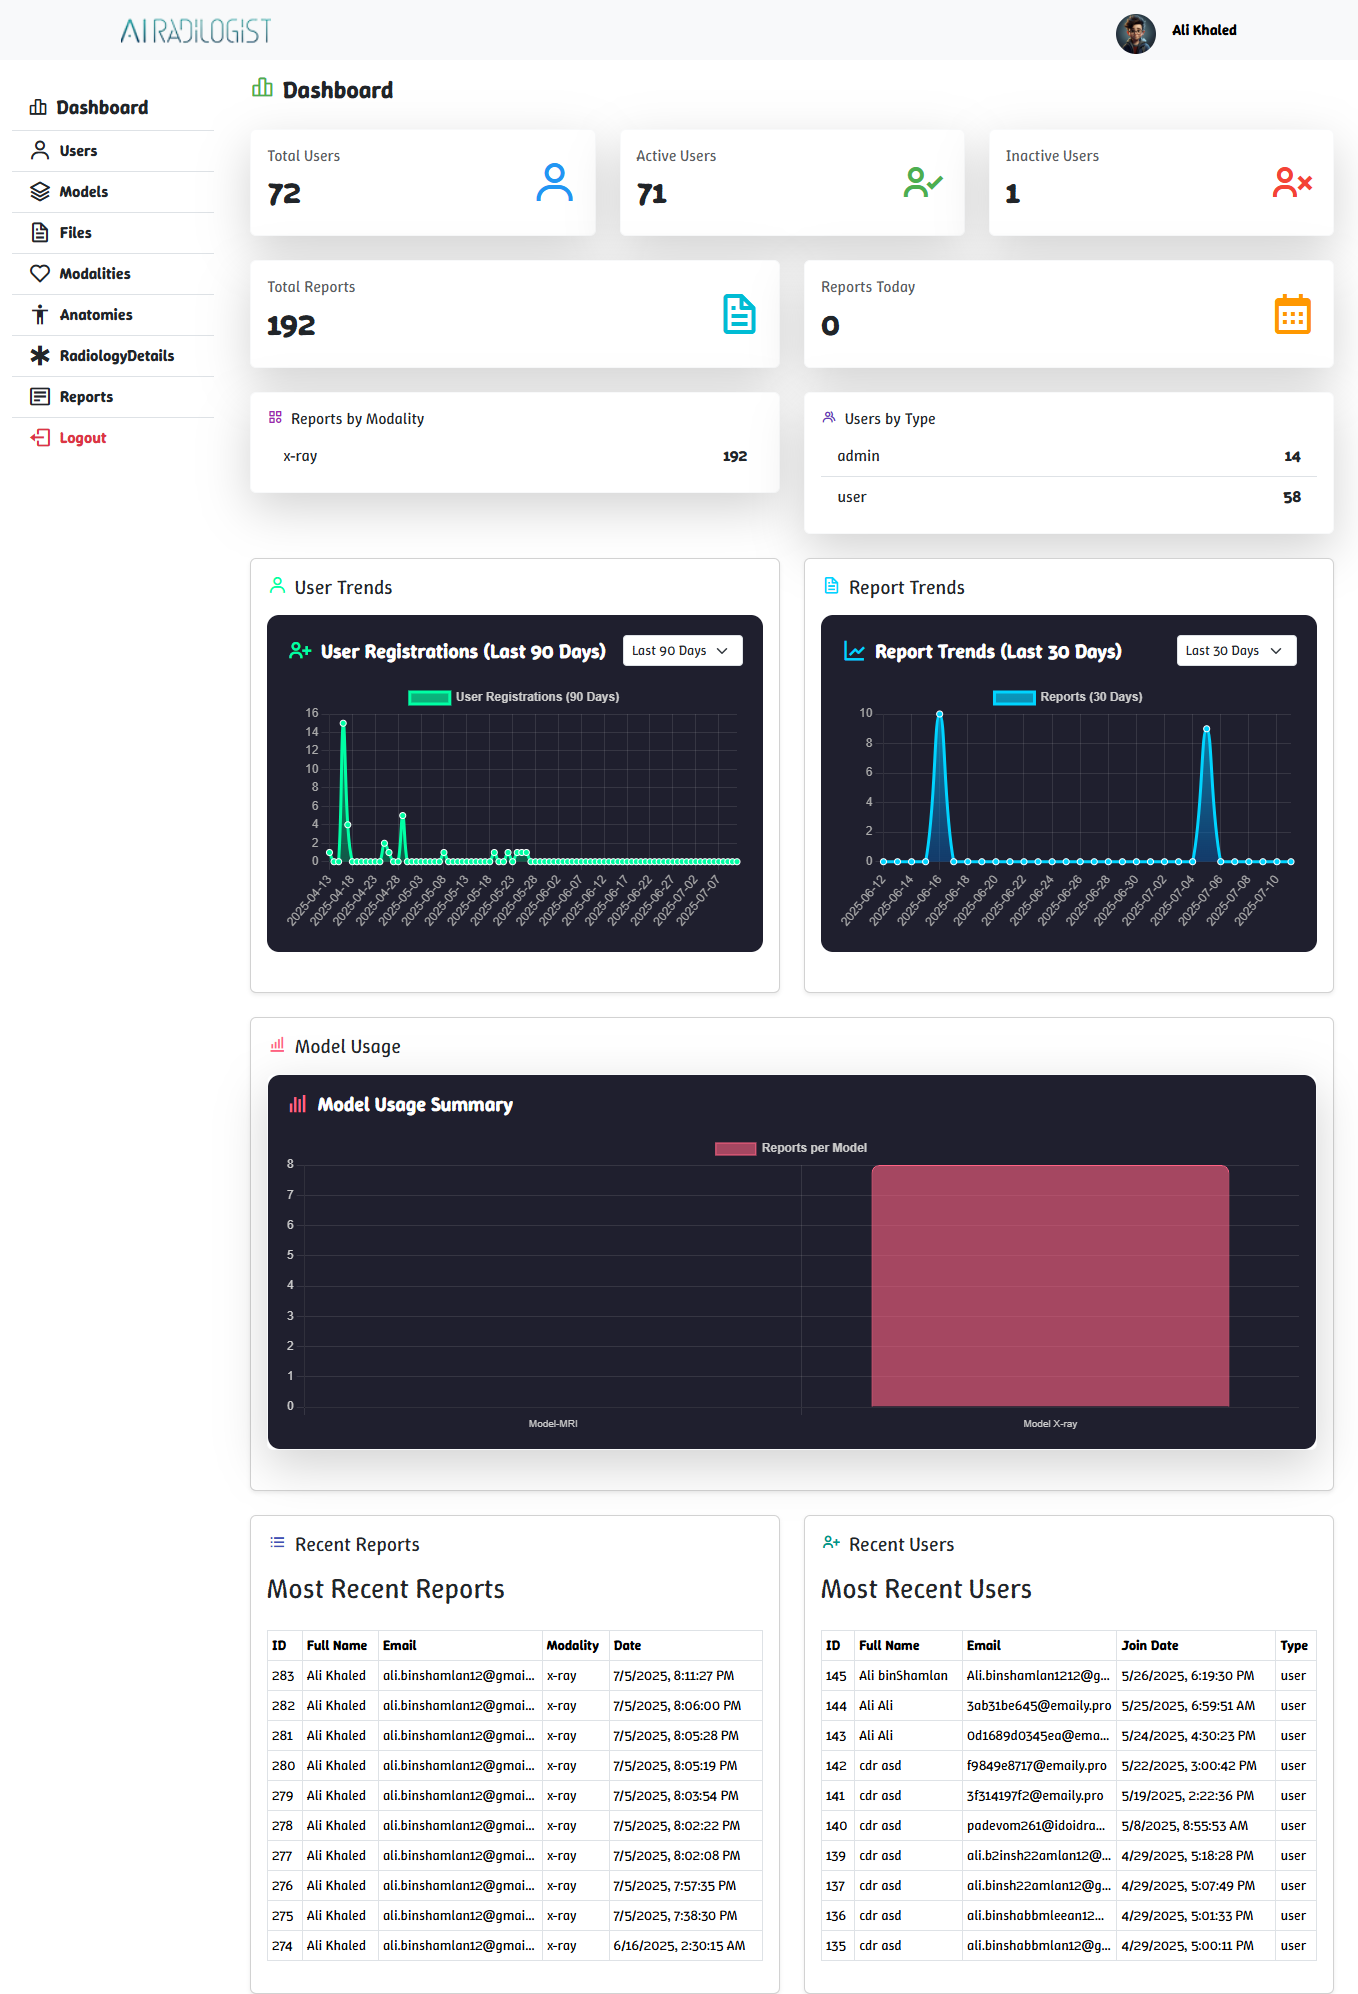 AI RADILOGIST
Ali Khaled
Dashboard
Users
Models
Files
Modalities
Anatomies
RadiologyDetails
Reports
Logout
Dashboard
Total Users
72
Active Users
71
Inactive Users
1
Total Reports
192
Reports Today
0
Reports by Modality
x-ray 192
Users by Type
admin 14
user 58
User Trends
User Registrations (Last 90 Days) Last 90 Days
User Registrations (90 Days)
16
14
12
10
8
6
4
2
0
2025-04-13 2025-04-18 2025-04-23 2025-04-28 2025-05-03 2025-05-08 2025-05-13 2025-05-18 2025-05-23 2025-05-28 2025-06-02 2025-06-07 2025-06-12 2025-06-17 2025-06-22 2025-06-27 2025-07-02 2025-07-07
Report Trends
Report Trends (Last 30 Days) Last 30 Days
Reports (30 Days)
10
8
6
4
2
0
2025-06-12 2025-06-14 2025-06-16 2025-06-18 2025-06-20 2025-06-22 2025-06-24 2025-06-26 2025-06-28 2025-06-30 2025-07-02 2025-07-04 2025-07-06 2025-07-08 2025-07-10
Model Usage
Model Usage Summary
Reports per Model
8
7
6
5
4
3
2
1
0
Model-MRI Model X-ray
Recent Reports
Most Recent Reports
ID Full Name Email Modality Date
283 Ali Khaled ali.binshamlan12@gmai... x-ray 7/5/2025, 8:11:27 PM
282 Ali Khaled ali.binshamlan12@gmai... x-ray 7/5/2025, 8:06:00 PM
281 Ali Khaled ali.binshamlan12@gmai... x-ray 7/5/2025, 8:05:28 PM
280 Ali Khaled ali.binshamlan12@gmai... x-ray 7/5/2025, 8:05:19 PM
279 Ali Khaled ali.binshamlan12@gmai... x-ray 7/5/2025, 8:03:54 PM
278 Ali Khaled ali.binshamlan12@gmai... x-ray 7/5/2025, 8:02:22 PM
277 Ali Khaled ali.binshamlan12@gmai... x-ray 7/5/2025, 8:02:08 PM
276 Ali Khaled ali.binshamlan12@gmai... x-ray 7/5/2025, 7:57:35 PM
275 Ali Khaled ali.binshamlan12@gmai... x-ray 7/5/2025, 7:38:30 PM
274 Ali Khaled ali.binshamlan12@gmai... x-ray 6/16/2025, 2:30:15 AM
Recent Users
Most Recent Users
ID Full Name Email Join Date Type
145 Ali binShamlan Ali.binshamlan1212@g... 5/26/2025, 6:19:30 PM user
144 Ali Ali 3ab31be645@emaily.pro 5/25/2025, 6:59:51 AM user
143 Ali Ali 0d1689d0345ea@ema... 5/24/2025, 4:30:23 PM user
142 cdr asd f9849e8717@emaily.pro 5/22/2025, 3:00:42 PM user
141 cdr asd 3f314197f2@emaily.pro 5/19/2025, 2:22:36 PM user
140 cdr asd padevom261@idoidra... 5/8/2025, 8:55:53 AM user
139 cdr asd ali.b2insh22amlan12@... 4/29/2025, 5:18:28 PM user
137 cdr asd ali.binsh22amlan12@g... 4/29/2025, 5:07:49 PM user
136 cdr asd ali.binshabbmleean12... 4/29/2025, 5:01:33 PM user
135 cdr asd ali.binshabbmlan12@g... 4/29/2025, 5:00:11 PM user